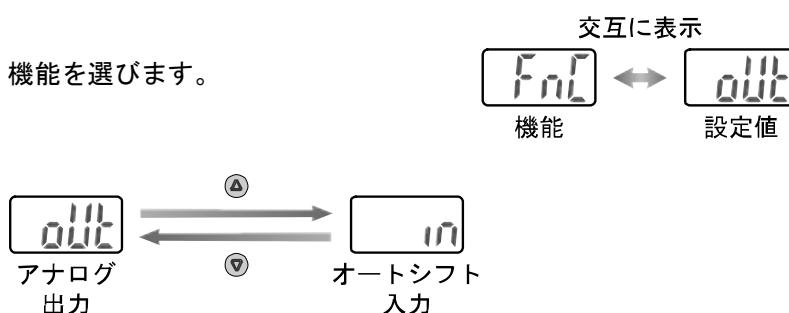 交互に表示
機能を選びます。
FnC
oUt
機能
設定値
oUt
in
アナログ
出力
オートシフト
入力